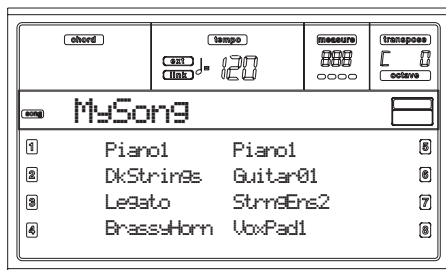 chord tempo measure transpose
ext ♩= 120 888 [ 0
link octave
song MySong
1 Piano1 Piano1 5
2 DkStrings Guitar01 6
3 Legato StrngEns2 7
4 BrassyHorn VoxPad1 8